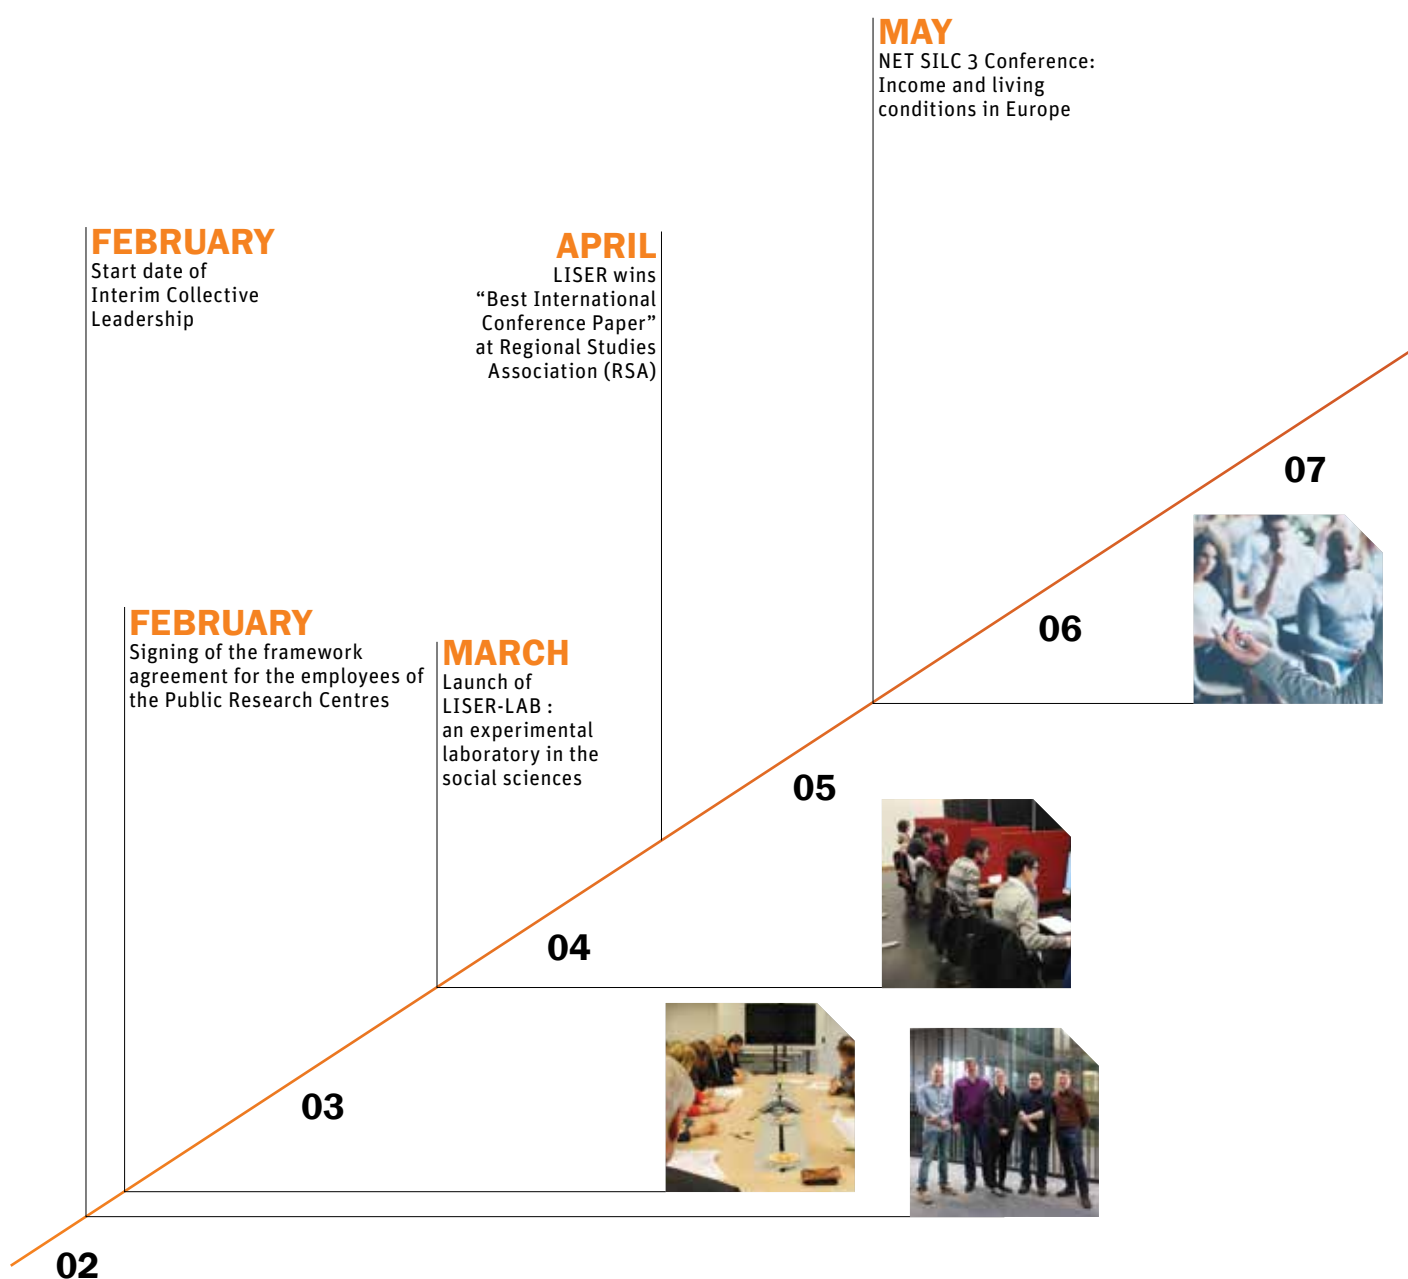 MAY
NET SILC 3 Conference:
Income and living
conditions in Europe
FEBRUARY
Start date of
Interim Collective
Leadership
APRIL
LISER wins
“Best International
Conference Paper”
at Regional Studies
Association (RSA)
07
FEBRUARY
Signing of the framework
agreement for the employees of
the Public Research Centres
MARCH
Launch of
LISER-LAB :
an experimental
laboratory in the
social sciences
06
05
04
03
02